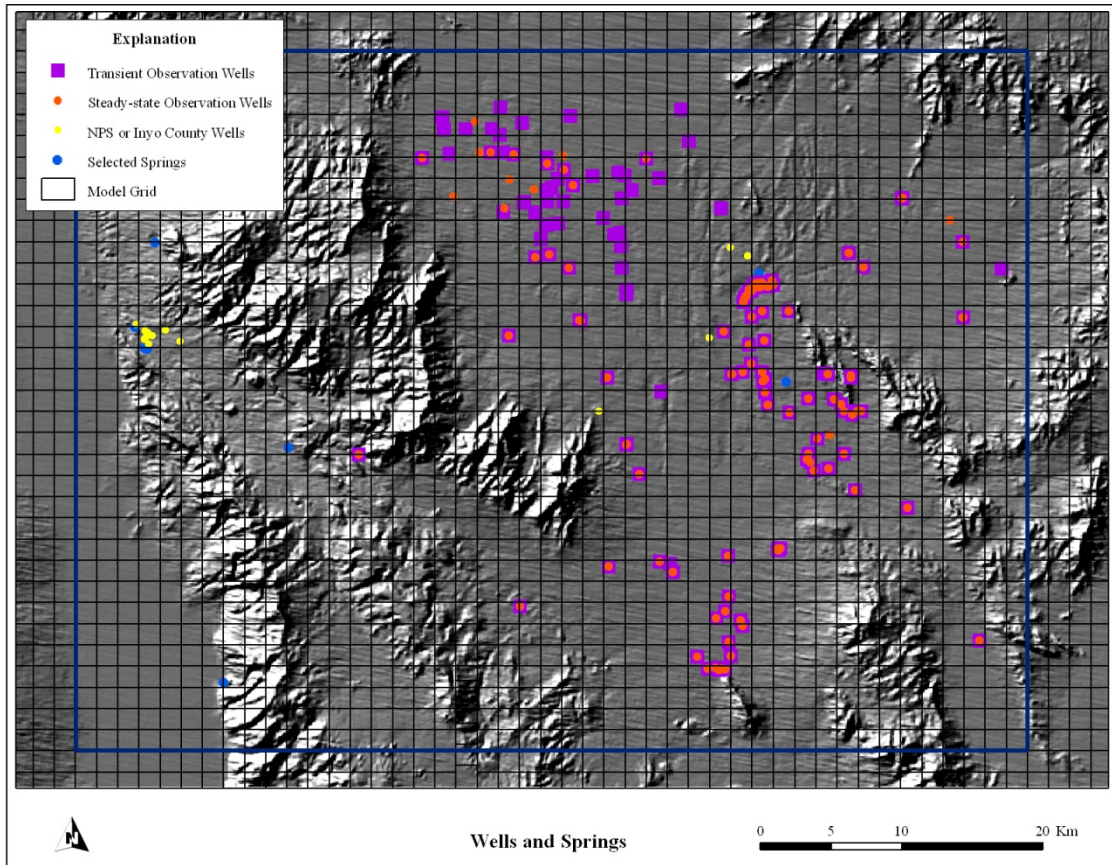 Explanation
Transient Observation Wells
Steady-state Observation Wells
NPS or Inyo County Wells
Selected Springs
Model Grid
N
Wells and Springs
0 5 10 20 Km